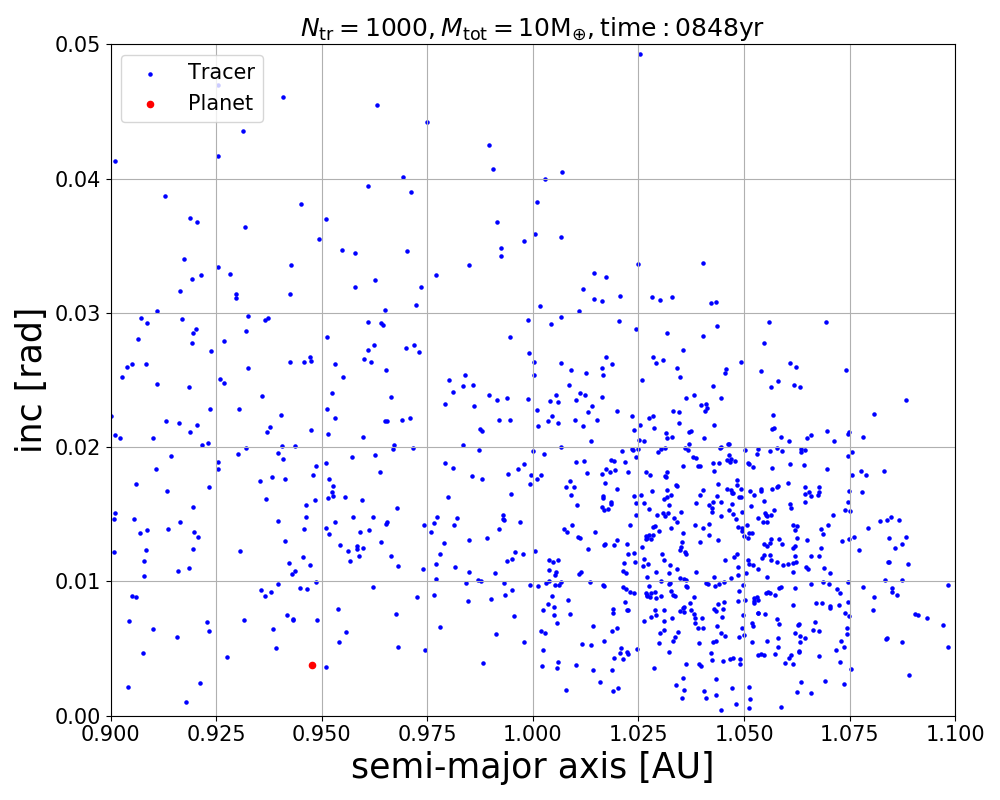 N_tr = 1000, M_tot = 10M_⊕, time : 0848yr
Tracer
Planet
inc [rad]
0.05
0.04
0.03
0.02
0.01
0.00
0.900 0.925 0.950 0.975 1.000 1.025 1.050 1.075 1.100
semi-major axis [AU]